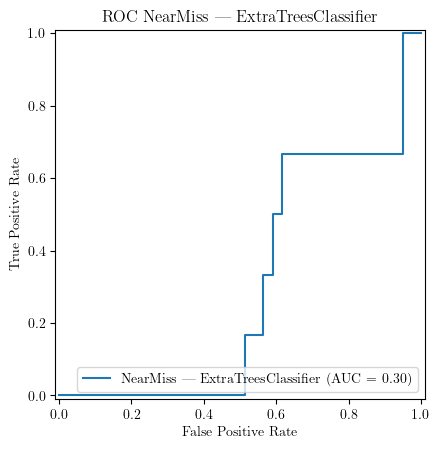 ROC NearMiss — ExtraTreesClassifier
1.0
0.8
0.6
0.4
0.2
0.0
True Positive Rate
NearMiss — ExtraTreesClassifier (AUC = 0.30)
0.0 0.2 0.4 0.6 0.8 1.0
False Positive Rate